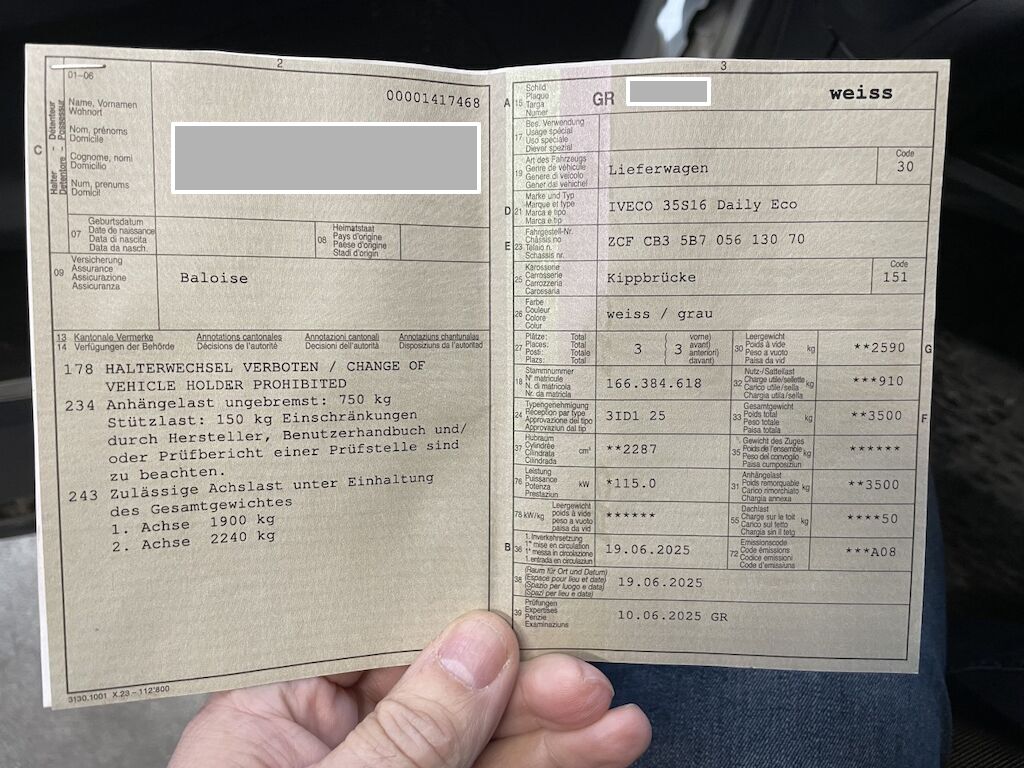 2
01-06
00001417468
C
Halter - Détenteur
Detentore - Possessur
Name, Vornamen
Wohnort
Nom, prénoms
Domicile
Cognome, nomi
Domicilio
Num, prenums
Domicil
07
Geburtsdatum
Date de naissance
Data di nascita
Data da nasch.
08
Heimatstaat
Pays d'origine
Paese d'origine
Stadi d'origin
09
Versicherung
Assurance
Assicurazione
Assicuranza
Baloise
13 Kantonale Vermerke Annotations cantonales Annotazioni cantonali Annotaziuns chantunalas
14 Verfügungen der Behörde Décisions de l'autorité Decisioni dell'autorità Disposiziuns da l'autoritad
178 HALTERWECHSEL VERBOTEN / CHANGE OF
VEHICLE HOLDER PROHIBITED
234 Anhängelast ungebremst: 750 kg
Stützlast: 150 kg Einschränkungen
durch Hersteller, Benutzerhandbuch und/
oder Prüfbericht einer Prüfstelle sind
zu beachten.
243 Zulässige Achslast unter Einhaltung
des Gesamtgewichtes
1. Achse 1900 kg
2. Achse 2240 kg
3130.1001 X.23 – 112'800
3
A 15
Schild
Plaque
Targa
Numer
GR
weiss
17
Bes. Verwendung
Usage spécial
Uso speciale
Diever spezial
19
Art des Fahrzeugs
Genre de véhicule
Genere di veicolo
Gener dal vehichel
Lieferwagen
Code
30
D 21
Marke und Typ
Marque et type
Marca e tipo
Marca e tip
IVECO 35S16 Daily Eco
E 23
Fahrgestell-Nr.
Châssis no
Telaio n.
Schassis nr.
ZCF CB3 5B7 056 130 70
25
Karosserie
Carrosserie
Carrozzeria
Carossaria
Kippbrücke
Code
151
26
Farbe
Couleur
Colore
Colur
weiss / grau
27
Plätze: Total
Places: Total
Posti: Totale
Plazs: Total
3
3
vorne)
avant)
anteriori)
davant)
30
Leergewicht
Poids à vide
Peso a vuoto
Paisa da vid
kg
**2590
G
18
Stammnummer
N° matricule
N. di matricola
Nr. da matricla
166.384.618
32
Nutz-/Sattellast
Charge utile/sellette
Carico utile/sella
Chargia utila/sella
kg
***910
24
Typengenehmigung
Réception par type
Approvazione del tipo
Approvaziun dal tip
3ID1 25
33
Gesamtgewicht
Poids total
Peso totale
Paisa totala
kg
**3500
F
37
Hubraum
Cylindrée
Cilindrata
Cilindrada
cm³
**2287
35
Gewicht des Zuges
Poids de l'ensemble
Peso del convoglio
Paisa cumposiziun
kg
******
76
Leistung
Puissance
Potenza
Prestaziun
kW
*115.0
31
Anhängelast
Poids remorquable
Carico rimorchiato
Chargia annexa
kg
**3500
78 kW/kg
Leergewicht
poids à vide
peso a vuoto
paisa da vid
******
55
Dachlast
Charge sur le toit
Carico sul tetto
Chargia sin il tetg
kg
****50
B 36
1. Inverkehrsetzung
1re mise en circulation
1a messa in circolazione
1. entrada en circulaziun
19.06.2025
72
Emissionscode
Code émissions
Codice emissioni
Code d'emissiuns
***A08
38
(Raum für Ort und Datum)
(Espace pour lieu et date)
(Spazio per luogo e data)
(Spazi per lieu e data)
19.06.2025
39
Prüfungen
Expertises
Perizie
Examinaziuns
10.06.2025 GR